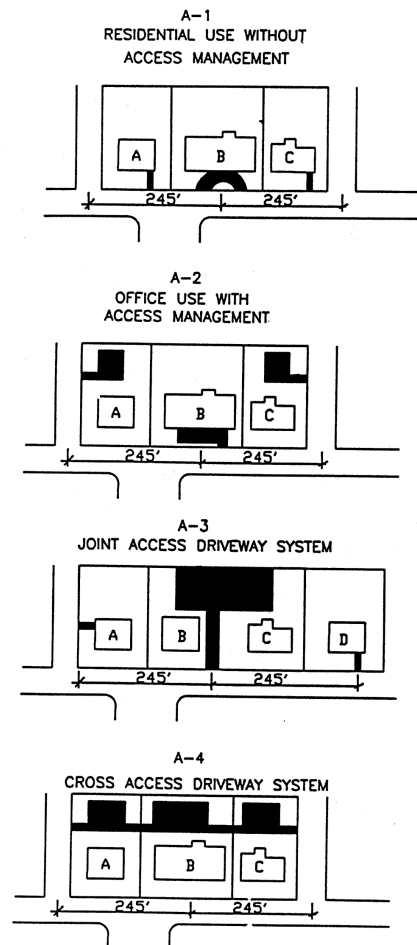 A-1
RESIDENTIAL USE WITHOUT
ACCESS MANAGEMENT
A
B
C
245'
245'
A-2
OFFICE USE WITH
ACCESS MANAGEMENT
A
B
C
245'
245'
A-3
JOINT ACCESS DRIVEWAY SYSTEM
A
B
C
D
245'
245'
A-4
CROSS ACCESS DRIVEWAY SYSTEM
A
B
C
245'
245'